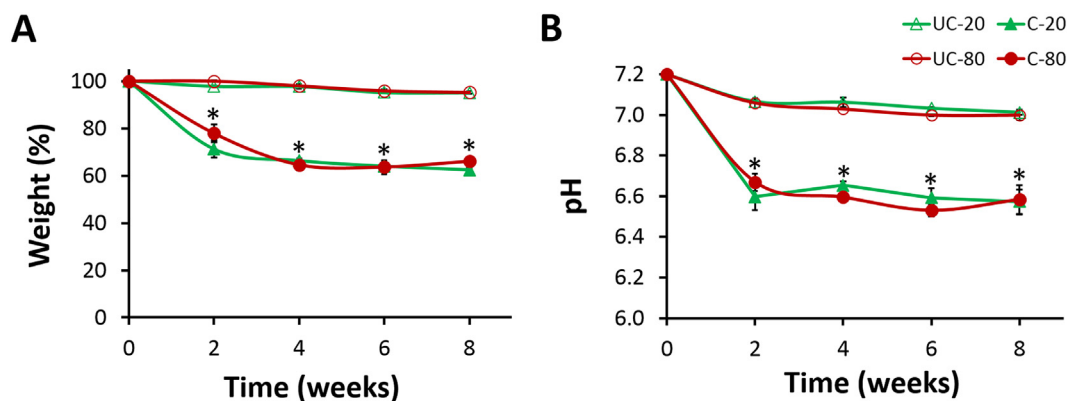 A
Weight (%)
100
80
60
40
20
0
* * * *
0 2 4 6 8
Time (weeks)
B
UC-20 C-20
UC-80 C-80
pH
7.2
7.0
6.8
6.6
6.4
6.2
6.0
* * * *
0 2 4 6 8
Time (weeks)